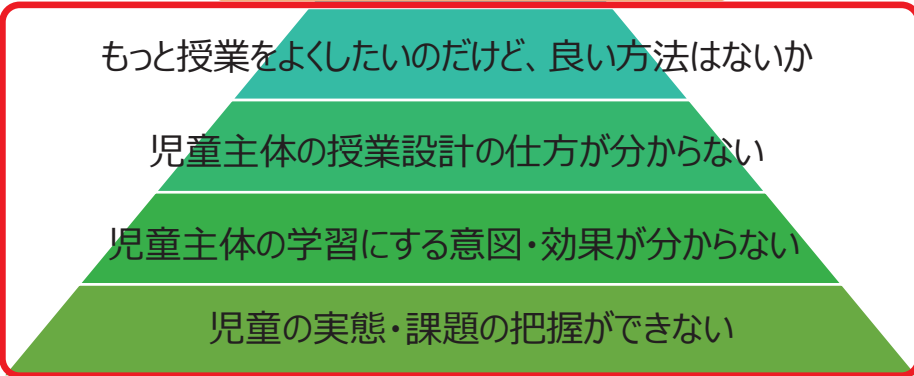 もっと授業をよくしたいのだけど、良い方法はないか
児童主体の授業設計の仕方が分からない
児童主体の学習にする意図・効果が分からない
児童の実態・課題の把握ができない